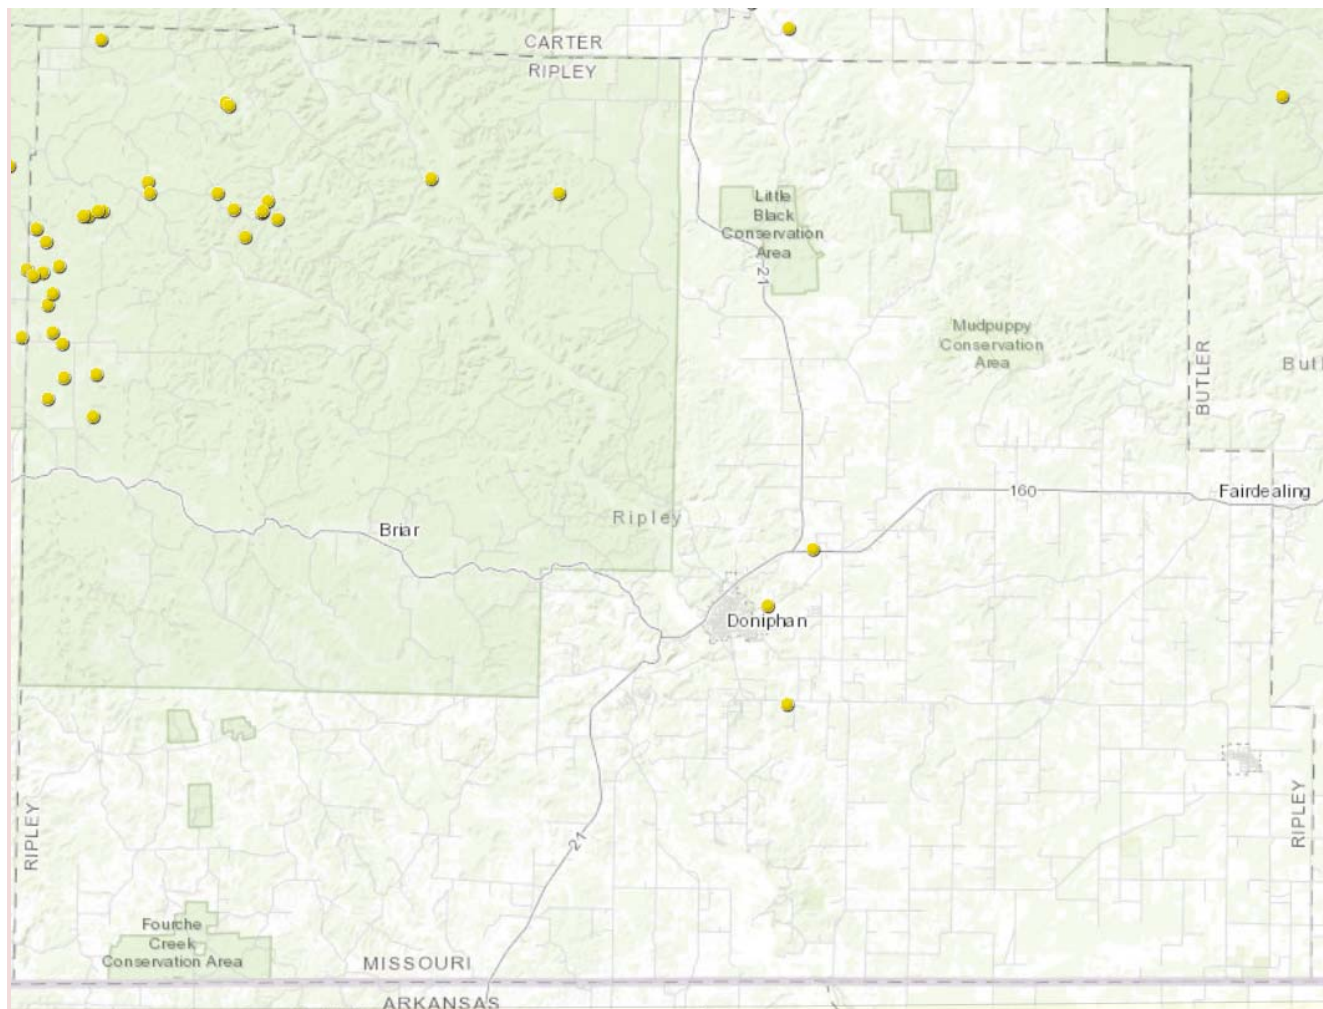 CARTER
RIPLEY
Little
Black
Conservation
Area
21
Mudpuppy
Conservation
Area
BUTLER
160
Fairdealing
Ripley
Briar
Doniphan
RIPLEY
RIPLEY
21
Fourche
Creek
Conservation Area
MISSOURI
ARKANSAS